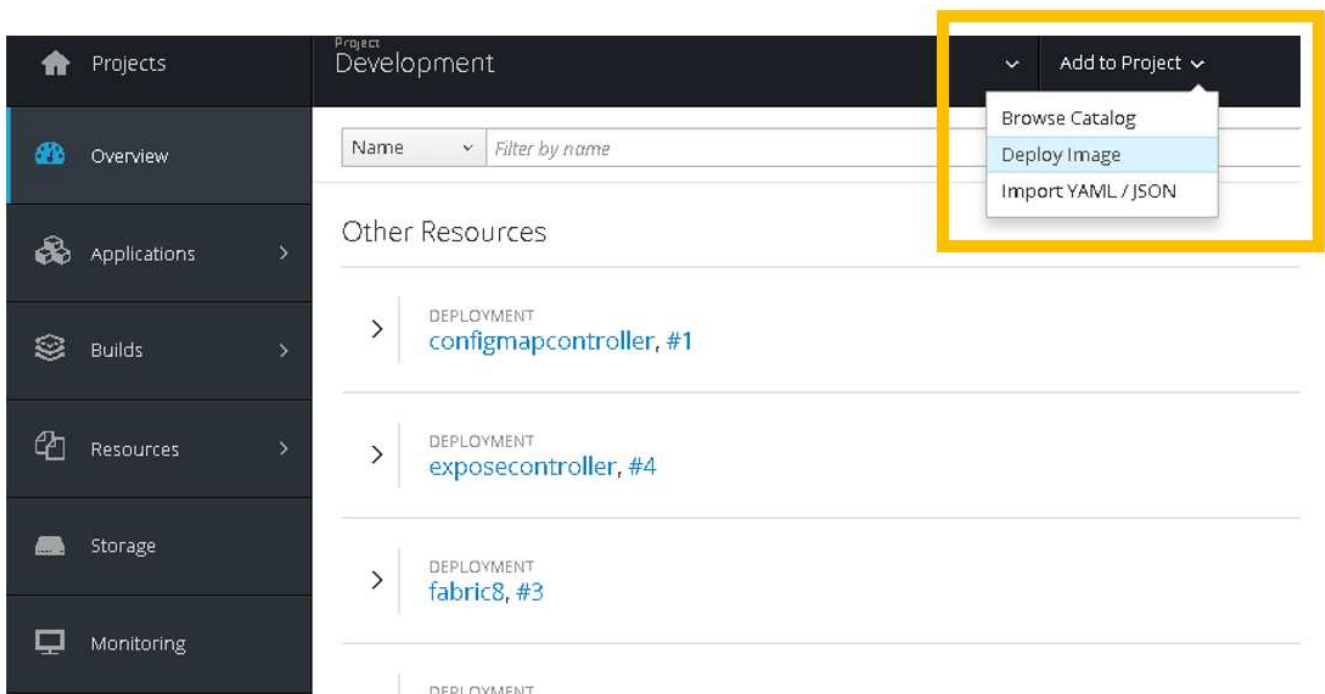 Projects
Project
Development
Add to Project
Browse Catalog
Deploy Image
Import YAML / JSON
Overview
Applications
Builds
Resources
Storage
Monitoring
Name
Filter by name
Other Resources
DEPLOYMENT
configmapcontroller, #1
DEPLOYMENT
exposecontroller, #4
DEPLOYMENT
fabric8, #3
DEPLOYMENT